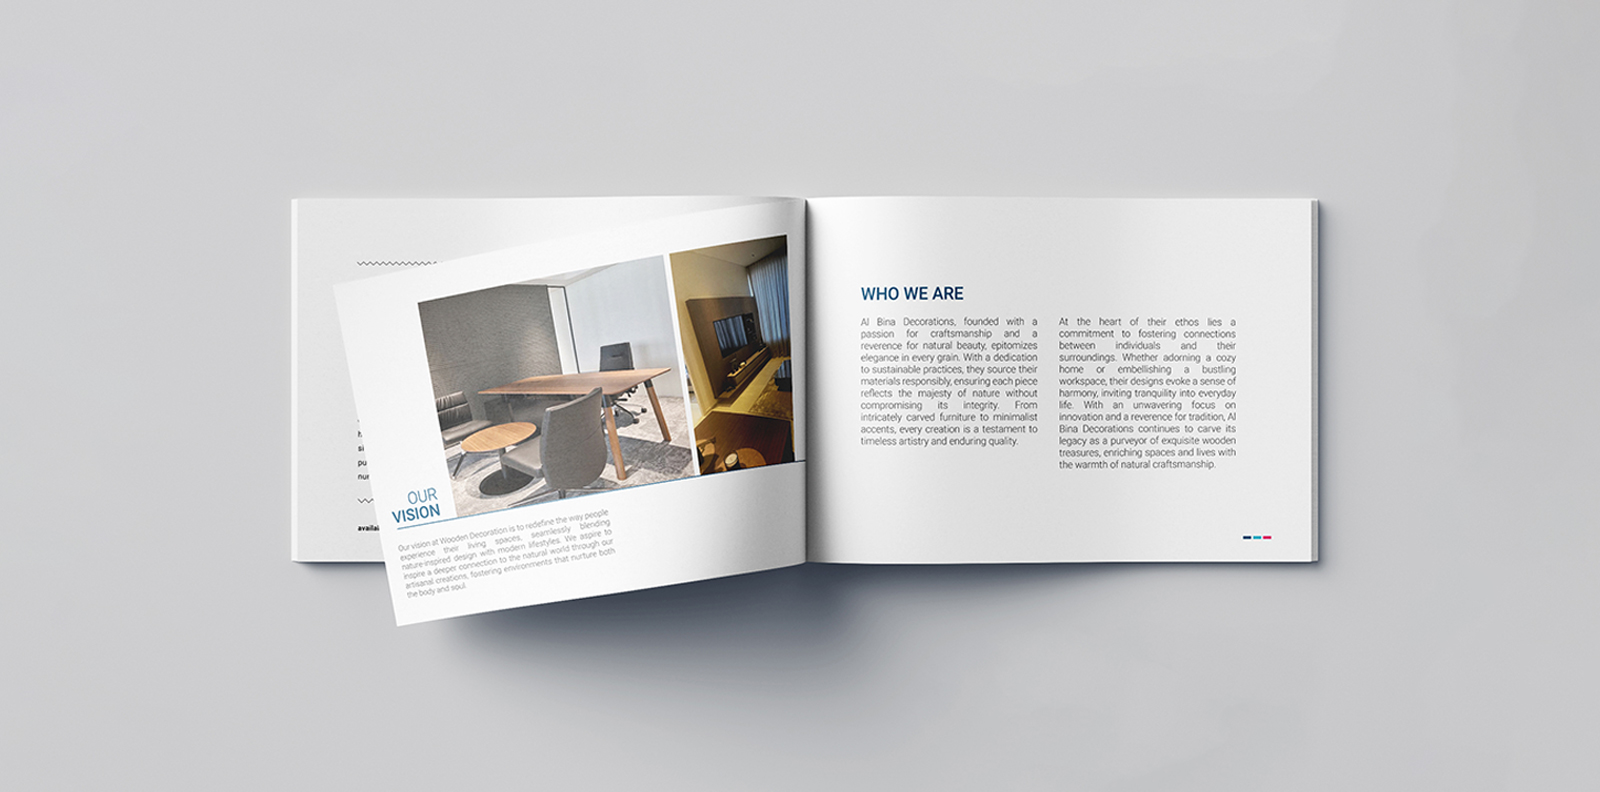 h
si
pu
nur
availa
OUR
VISION
Our vision at Wooden Decoration is to redefine the way people
experience their living spaces, seamlessly blending
nature-inspired design with modern lifestyles. We aspire to
inspire a deeper connection to the natural world through our
artisanal creations, fostering environments that nurture both
the body and soul.
WHO WE ARE
Al Bina Decorations, founded with a
passion for craftsmanship and a
reverence for natural beauty, epitomizes
elegance in every grain. With a dedication
to sustainable practices, they source their
materials responsibly, ensuring each piece
reflects the majesty of nature without
compromising its integrity. From
intricately carved furniture to minimalist
accents, every creation is a testament to
timeless artistry and enduring quality.
At the heart of their ethos lies a
commitment to fostering connections
between individuals and their
surroundings. Whether adorning a cozy
home or embellishing a bustling
workspace, their designs evoke a sense of
harmony, inviting tranquility into everyday
life. With an unwavering focus on
innovation and a reverence for tradition, Al
Bina Decorations continues to carve its
legacy as a purveyor of exquisite wooden
treasures, enriching spaces and lives with
the warmth of natural craftsmanship.